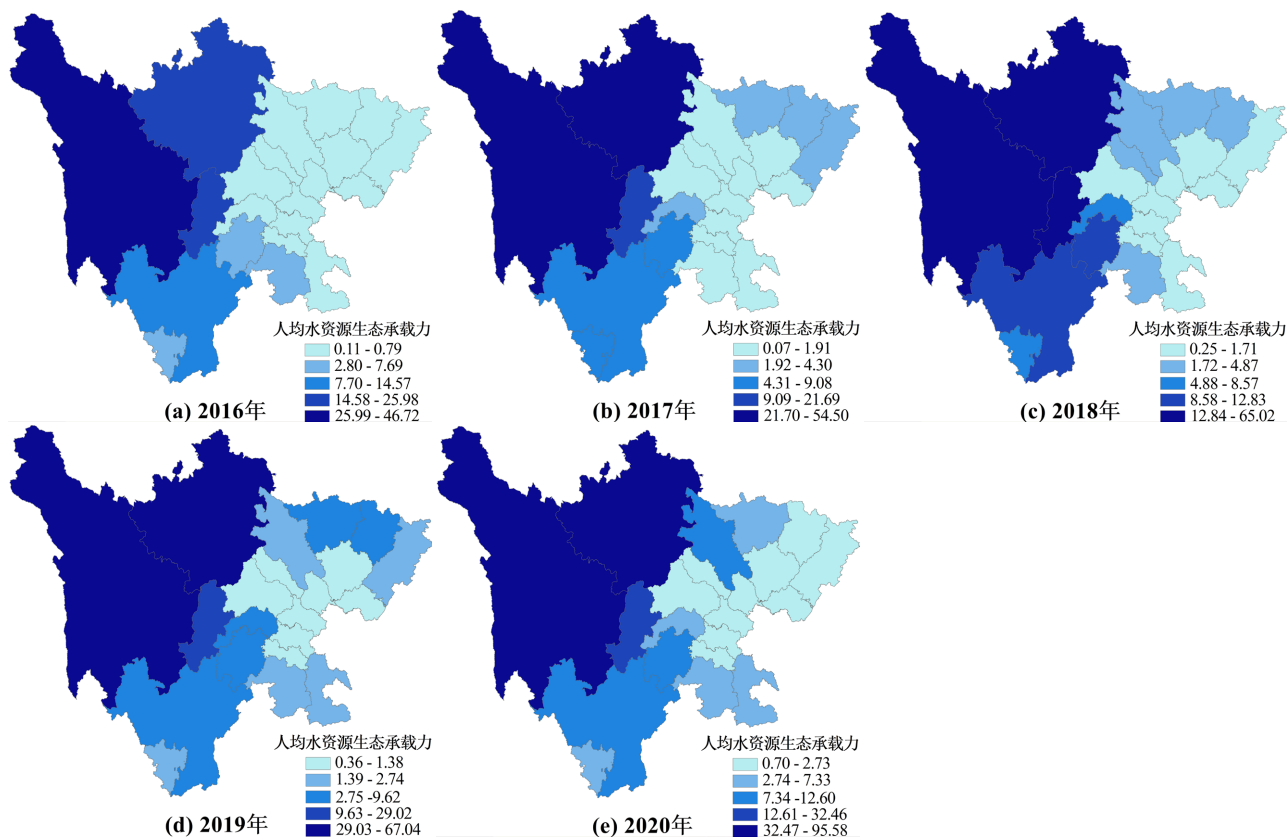 人均水资源生态承载力
0.11 - 0.79
2.80 - 7.69
7.70 - 14.57
14.58 - 25.98
25.99 - 46.72
(a) 2016年
人均水资源生态承载力
0.07 - 1.91
1.92 - 4.30
4.31 - 9.08
9.09 - 21.69
21.70 - 54.50
(b) 2017年
人均水资源生态承载力
0.25 - 1.71
1.72 - 4.87
4.88 - 8.57
8.58 - 12.83
12.84 - 65.02
(c) 2018年
人均水资源生态承载力
0.36 - 1.38
1.39 - 2.74
2.75 - 9.62
9.63 - 29.02
29.03 - 67.04
(d) 2019年
人均水资源生态承载力
0.70 - 2.73
2.74 - 7.33
7.34 - 12.60
12.61 - 32.46
32.47 - 95.58
(e) 2020年